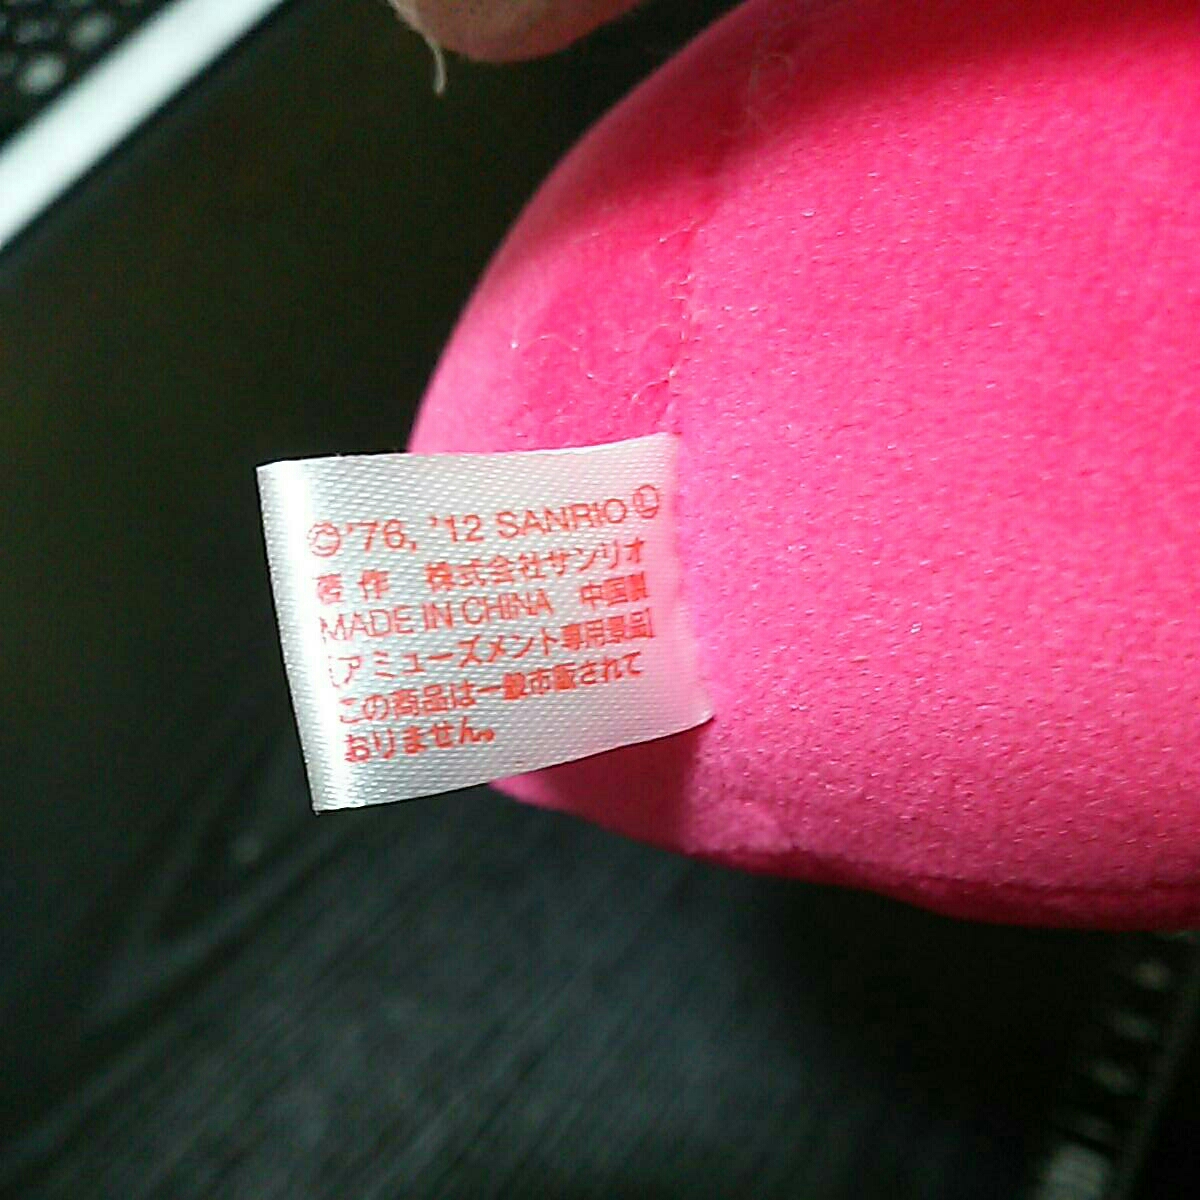 ©'76, '12 SANRIO Ⓛ
著作 株式会社サンリオ
MADE IN CHINA 中国製
[アミューズメント専用景品]
この商品は一般市販されて
おりません。